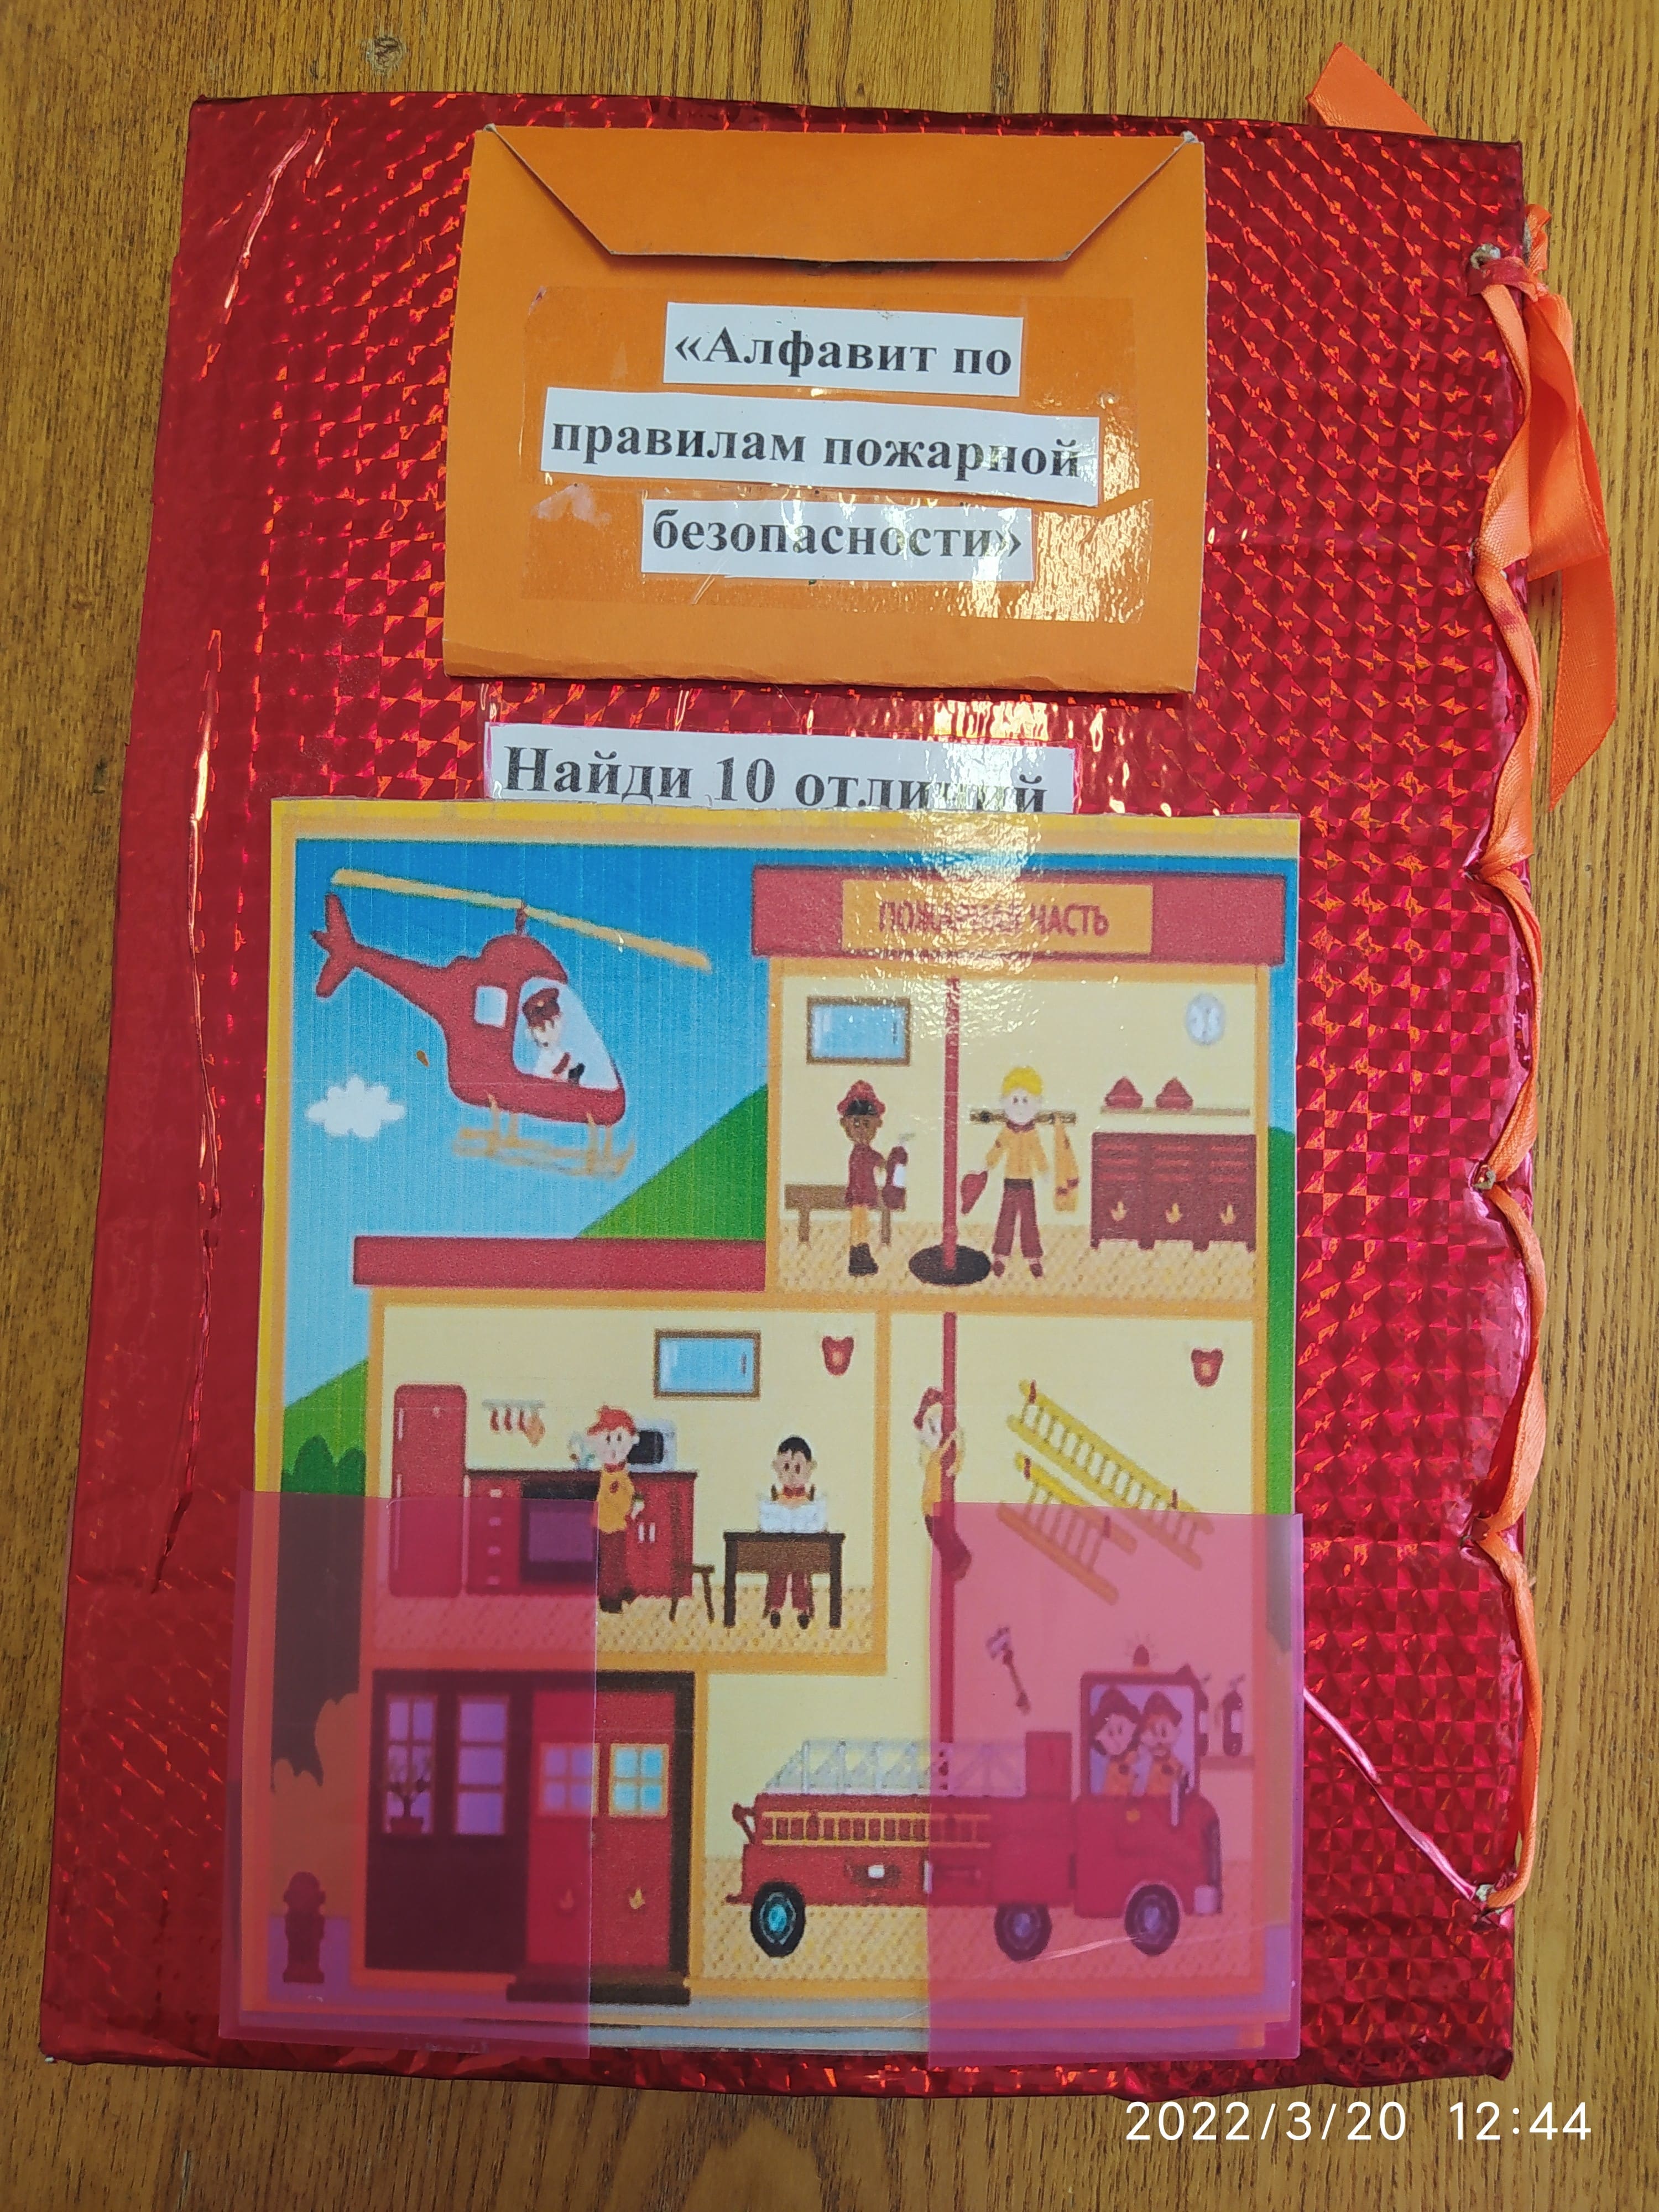 «Алфавит по
правилам пожарной
безопасности»
Найди 10 отличий
ПОЖАРНАЯ ЧАСТЬ
2022/3/20 12:44